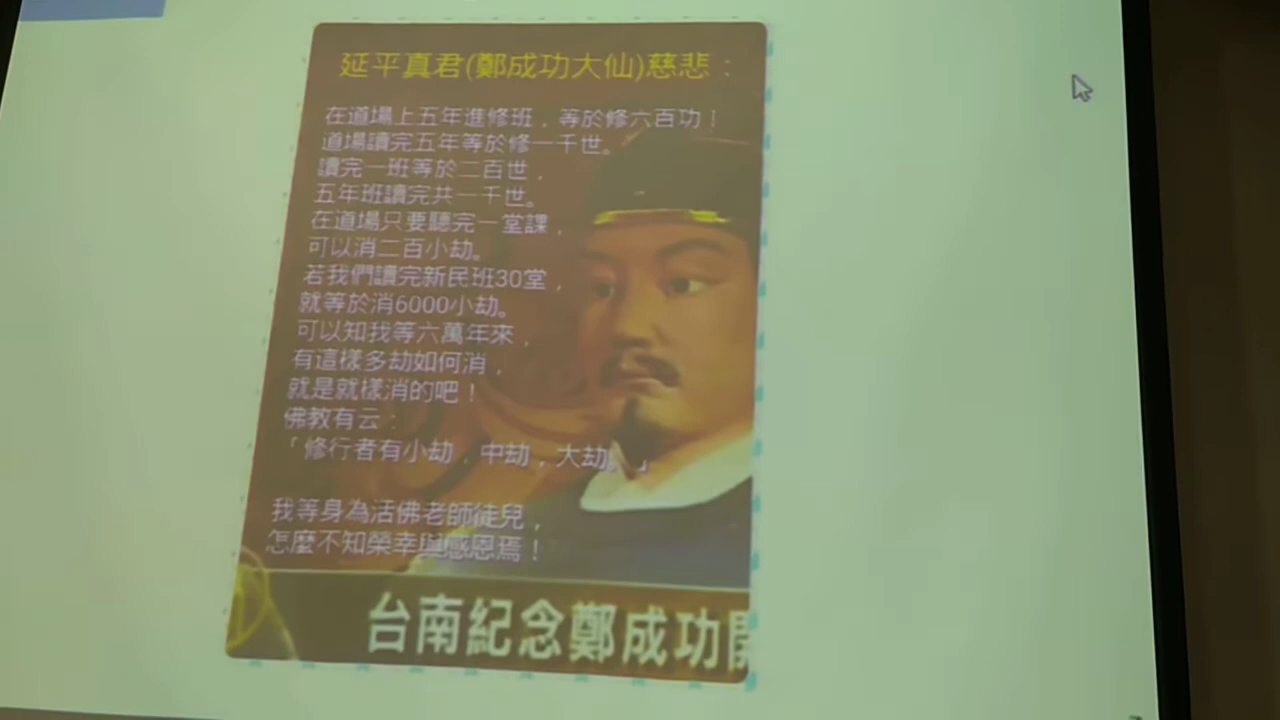 延平真君(鄭成功大仙)慈悲：
在道場上五年進修班，等於修六百功！
道場讀完五年等於修一千世。
讀完一班等於二百世，
五年班讀完共一千世。
在道場只要聽完一堂課，
可以消二百小劫。
若我們讀完新民班30堂，
就等於消6000小劫。
可以知我等六萬年來，
有這樣多劫如何消，
就是就樣消的吧！
佛教有云：
「修行者有小劫，中劫，大劫。」
我等身為活佛老師徒兒，
怎麼不知榮幸與感恩焉！
台南紀念鄭成功開